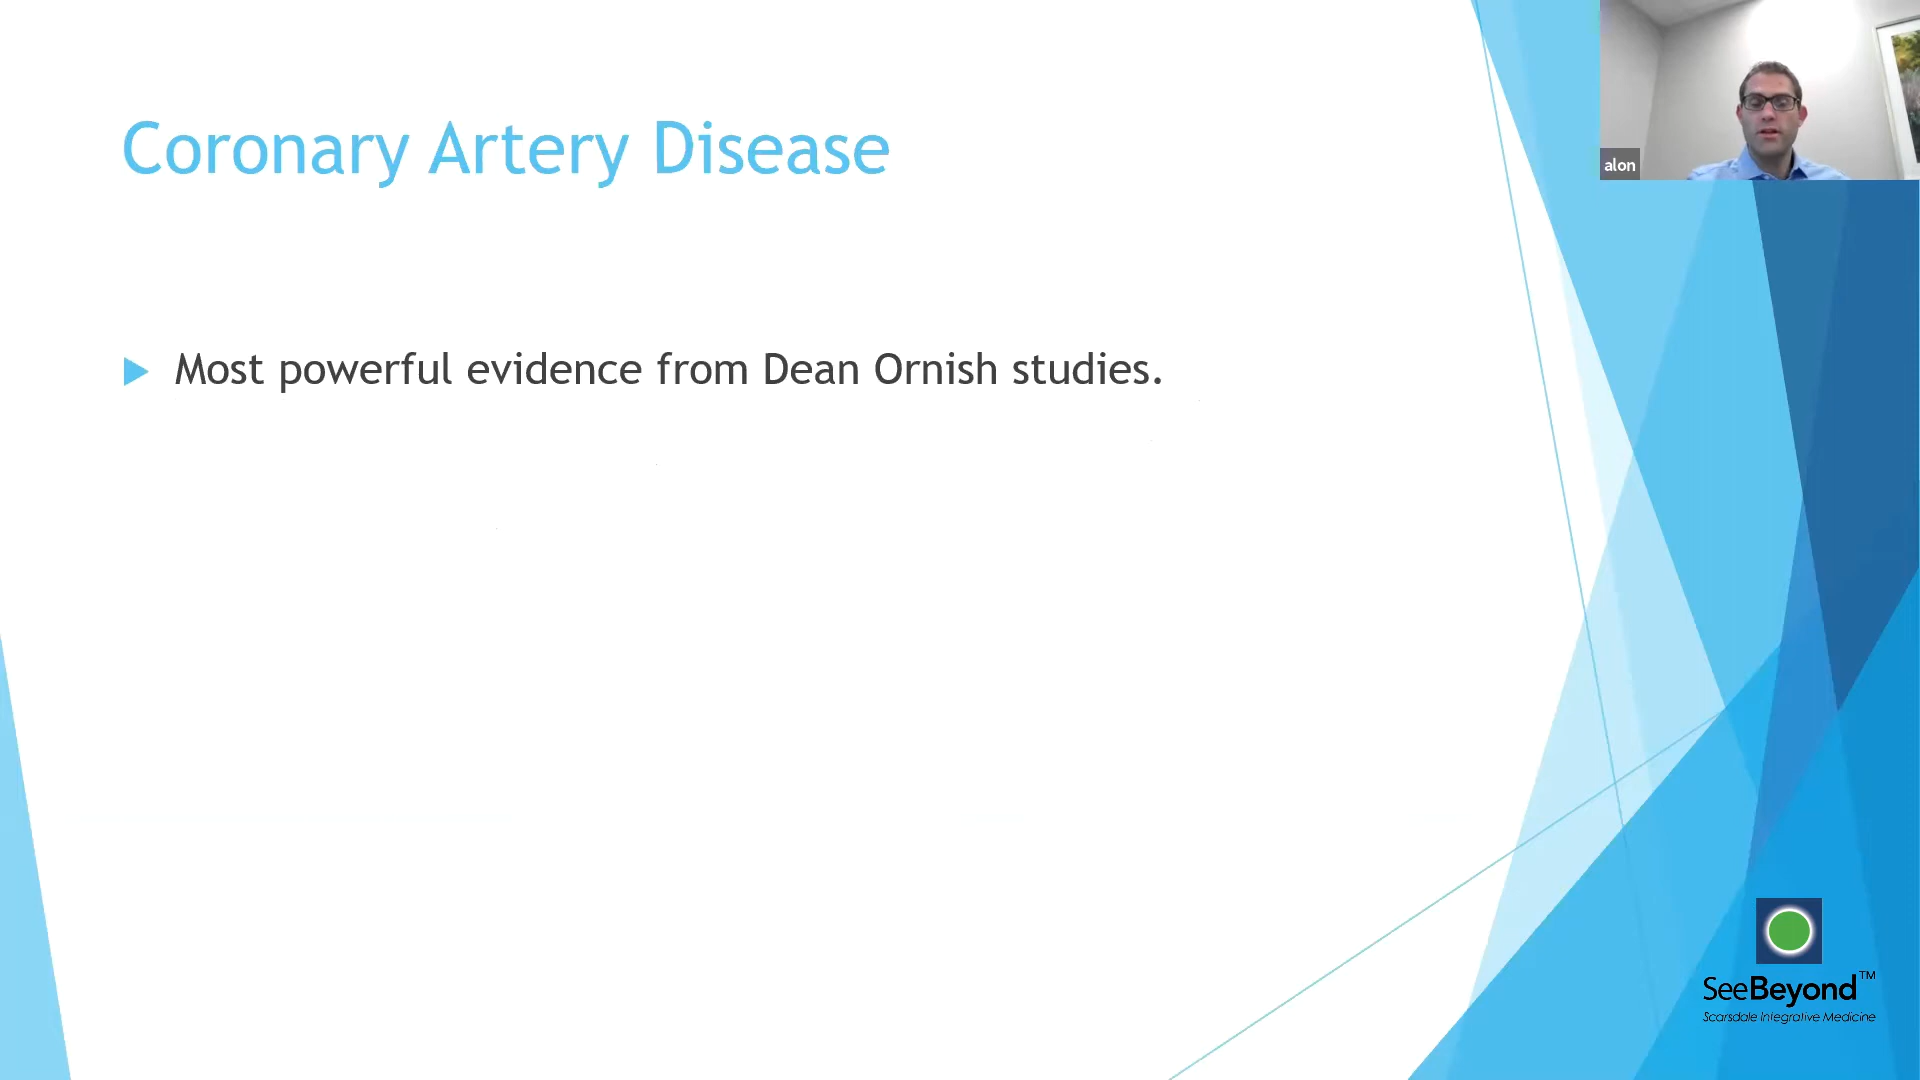 Coronary Artery Disease
alon
Most powerful evidence from Dean Ornish studies.
SeeBeyond™
Scarsdale Integrative Medicine